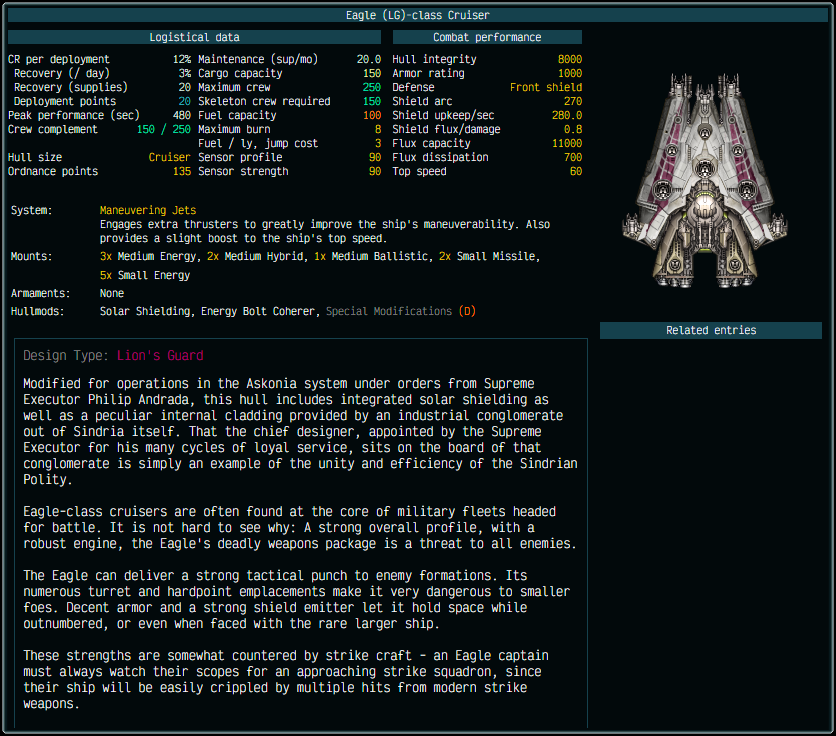 Eagle (LG)-class Cruiser
Logistical data
CR per deployment 12% Maintenance (sup/mo) 20.0
Recovery (/ day) 3% Cargo capacity 150
Recovery (supplies) 20 Maximum crew 250
Deployment points 20 Skeleton crew required 150
Peak performance (sec) 480 Fuel capacity 100
Crew complement 150 / 250 Maximum burn 8
Fuel / ly, jump cost 3
Hull size Cruiser Sensor profile 90
Ordnance points 135 Sensor strength 90
Combat performance
Hull integrity 8000
Armor rating 1000
Defense Front shield
Shield arc 270
Shield upkeep/sec 280.0
Shield flux/damage 0.8
Flux capacity 11000
Flux dissipation 700
Top speed 60
System: Maneuvering Jets
Engages extra thrusters to greatly improve the ship's maneuverability. Also
provides a slight boost to the ship's top speed.
Mounts: 3x Medium Energy, 2x Medium Hybrid, 1x Medium Ballistic, 2x Small Missile,
5x Small Energy
Armaments: None
Hullmods: Solar Shielding, Energy Bolt Coherer, Special Modifications (▯)
Related entries
Design Type: Lion's Guard
Modified for operations in the Askonia system under orders from Supreme
Executor Philip Andrada, this hull includes integrated solar shielding as
well as a peculiar internal cladding provided by an industrial conglomerate
out of Sindria itself. That the chief designer, appointed by the Supreme
Executor for his many cycles of loyal service, sits on the board of that
conglomerate is simply an example of the unity and efficiency of the Sindrian
Polity.
Eagle-class cruisers are often found at the core of military fleets headed
for battle. It is not hard to see why: A strong overall profile, with a
robust engine, the Eagle's deadly weapons package is a threat to all enemies.
The Eagle can deliver a strong tactical punch to enemy formations. Its
numerous turret and hardpoint emplacements make it very dangerous to smaller
foes. Decent armor and a strong shield emitter let it hold space while
outnumbered, or even when faced with the rare larger ship.
These strengths are somewhat countered by strike craft - an Eagle captain
must always watch their scopes for an approaching strike squadron, since
their ship will be easily crippled by multiple hits from modern strike
weapons.